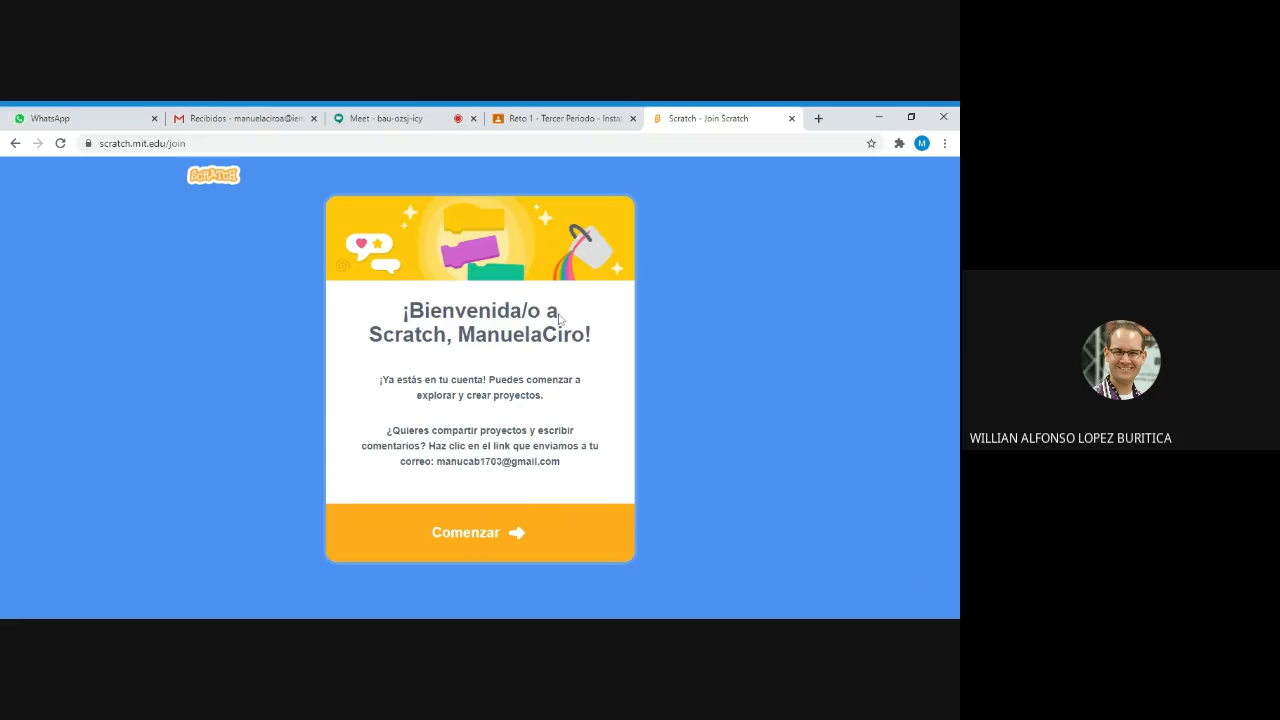 WhatsApp
Recibidos - manuelaciroa@ien
Meet - bau-ozsj-icy
Reto 1 - Tercer Periodo - Insta
Scratch - Join Scratch
scratch.mit.edu/join
M
SCRATCH
¡Bienvenida/o a
Scratch, ManuelaCiro!
¡Ya estás en tu cuenta! Puedes comenzar a
explorar y crear proyectos.
¿Quieres compartir proyectos y escribir
comentarios? Haz clic en el link que enviamos a tu
correo: manucab1703@gmail.com
Comenzar
WILLIAN ALFONSO LOPEZ BURITICA